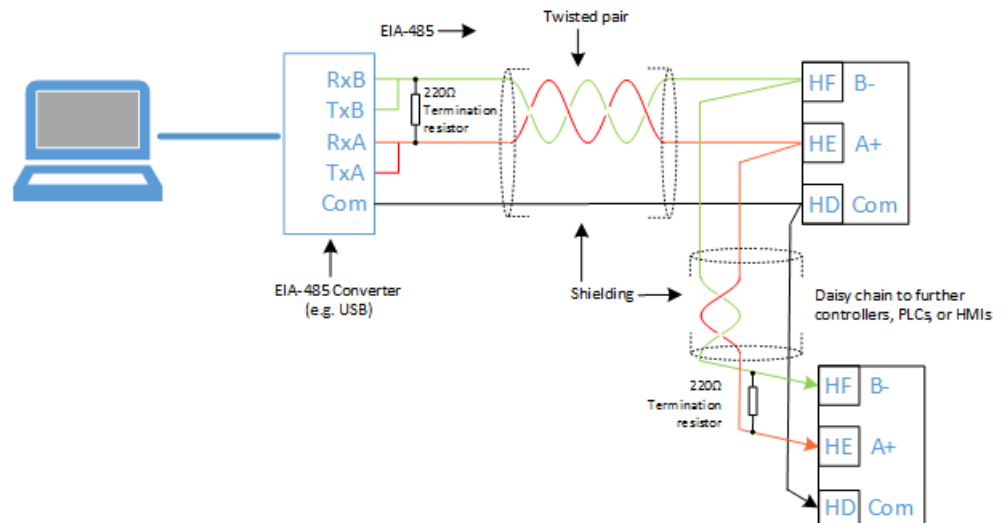 Twisted pair
EIA-485
RxB
TxB
RxA
TxA
Com
220Ω
Termination
resistor
HF B-
HE A+
HD Com
EIA-485 Converter
(e.g. USB)
Shielding
Daisy chain to further
controllers, PLCs, or HMIs
220Ω
Termination
resistor
HF B-
HE A+
HD Com